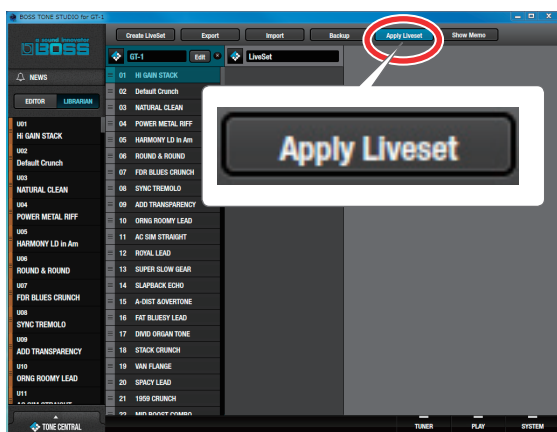 BOSS TONE STUDIO for GT-1
a sound innovator
BOSS
NEWS
EDITOR
LIBRARIAN
U01
Hi GAIN STACK
U02
Default Crunch
U03
NATURAL CLEAN
U04
POWER METAL RIFF
U05
HARMONY LD in Am
U06
ROUND & ROUND
U07
FDR BLUES CRUNCH
U08
SYNC TREMOLO
U09
ADD TRANSPARENCY
U10
ORNG ROOMY LEAD
U11
TONE CENTRAL
Create LiveSet
Export
Import
Backup
Apply Liveset
Show Memo
GT-1
Edit
LiveSet
01 Hi GAIN STACK
02 Default Crunch
03 NATURAL CLEAN
04 POWER METAL RIFF
05 HARMONY LD in Am
06 ROUND & ROUND
07 FDR BLUES CRUNCH
08 SYNC TREMOLO
09 ADD TRANSPARENCY
10 ORNG ROOMY LEAD
11 AC SIM STRAIGHT
12 ROYAL LEAD
13 SUPER SLOW GEAR
14 SLAPBACK ECHO
15 A-DIST &OVERTONE
16 FAT BLUESY LEAD
17 DIVID ORGAN TONE
18 STACK CRUNCH
19 VAN FLANGE
20 SPACY LEAD
21 1959 CRUNCH
22 MID BOOST COMBO
Apply Liveset
TUNER
PLAY
SYSTEM